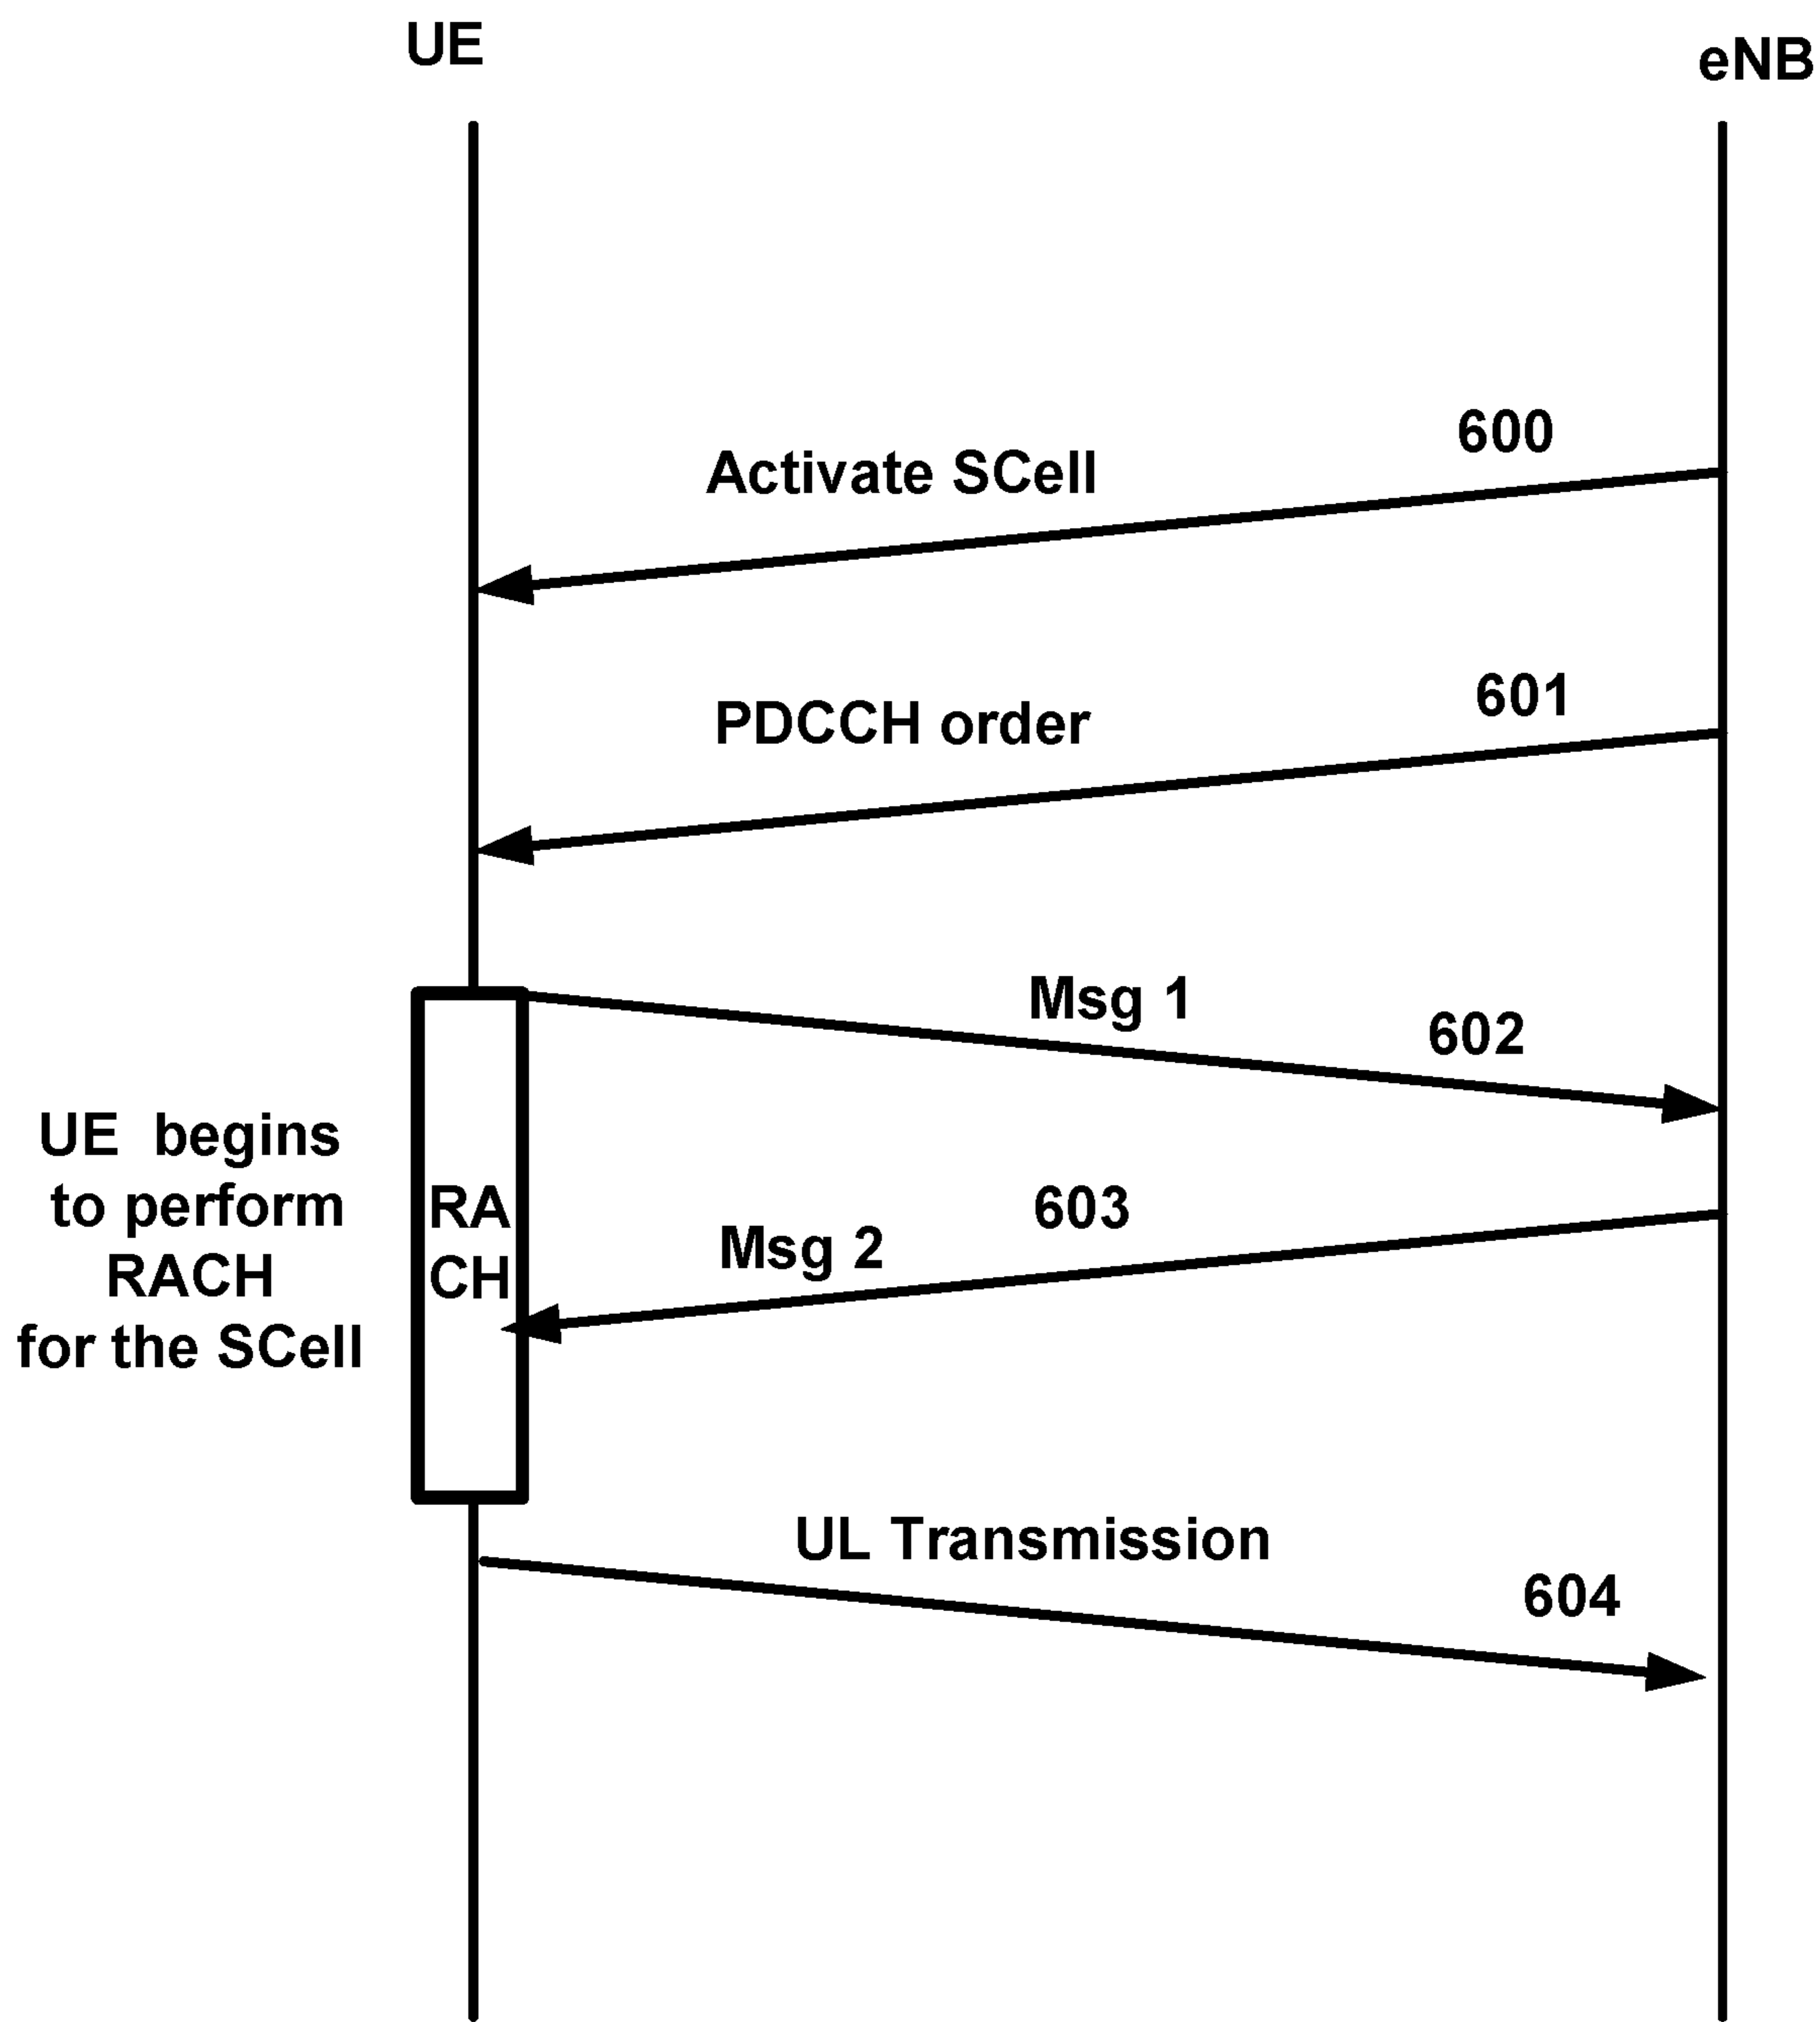 UE
eNB
600
Activate SCell
601
PDCCH order
Msg 1
602
UE begins
to perform
RACH
for the SCell
RA
CH
603
Msg 2
UL Transmission
604